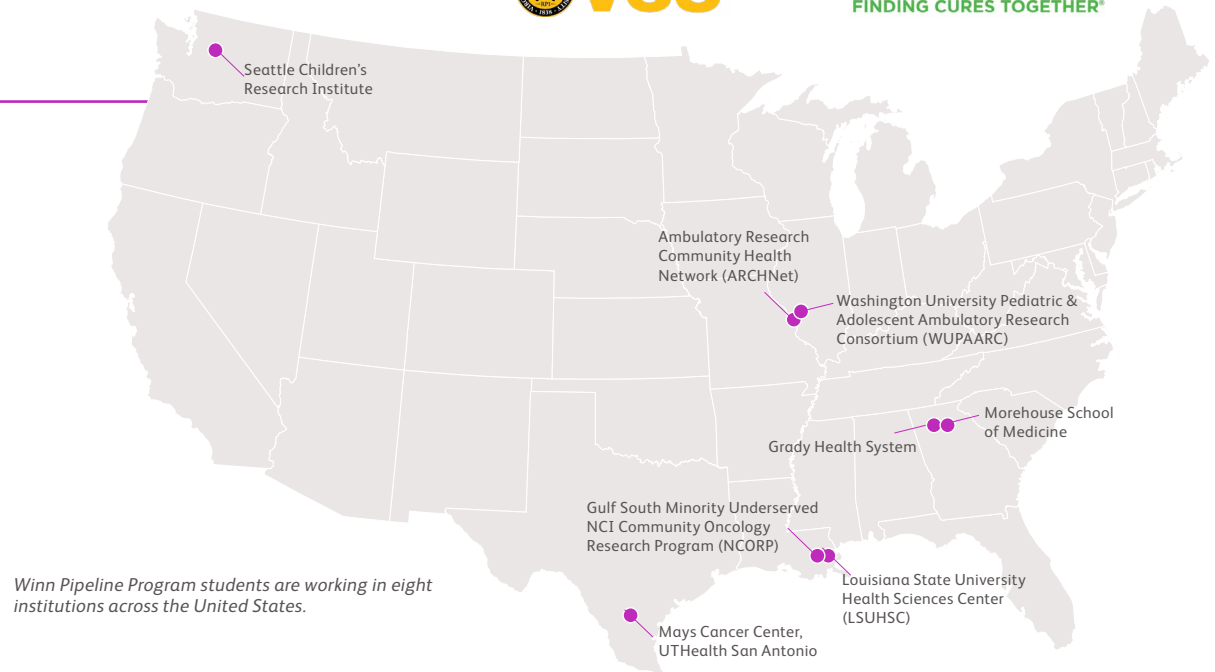 VCU
FINDING CURES TOGETHER®
Seattle Children's
Research Institute
Ambulatory Research
Community Health
Network (ARCHNet)
Washington University Pediatric &
Adolescent Ambulatory Research
Consortium (WUPAARC)
Morehouse School
of Medicine
Grady Health System
Gulf South Minority Underserved
NCI Community Oncology
Research Program (NCORP)
Louisiana State University
Health Sciences Center
(LSUHSC)
Winn Pipeline Program students are working in eight
institutions across the United States.
Mays Cancer Center,
UTHealth San Antonio